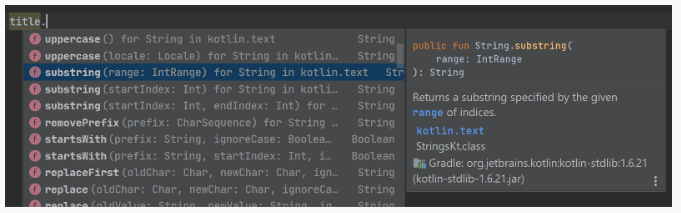 title.
uppercase() for String in kotlin.text String
uppercase(locale: Locale) for String in kotlin… String
substring(range: IntRange) for String in kotlin.text Str
substring(startIndex: Int) for String in kotli… String
substring(startIndex: Int, endIndex: Int) for … String
removePrefix(prefix: CharSequence) for String … String
startsWith(prefix: String, ignoreCase: Boolea… Boolean
startsWith(prefix: String, startIndex: Int, i… Boolean
replaceFirst(oldChar: Char, newChar: Char, ign… String
replace(oldChar: Char, newChar: Char, ignoreCa… String
replace(oldValue: String, newValue: String, ig… String
public fun String.substring(
range: IntRange
): String
Returns a substring specified by the given
range of indices.
kotlin.text
StringsKt.class
Gradle: org.jetbrains.kotlin:kotlin-stdlib:1.6.21
(kotlin-stdlib-1.6.21.jar)